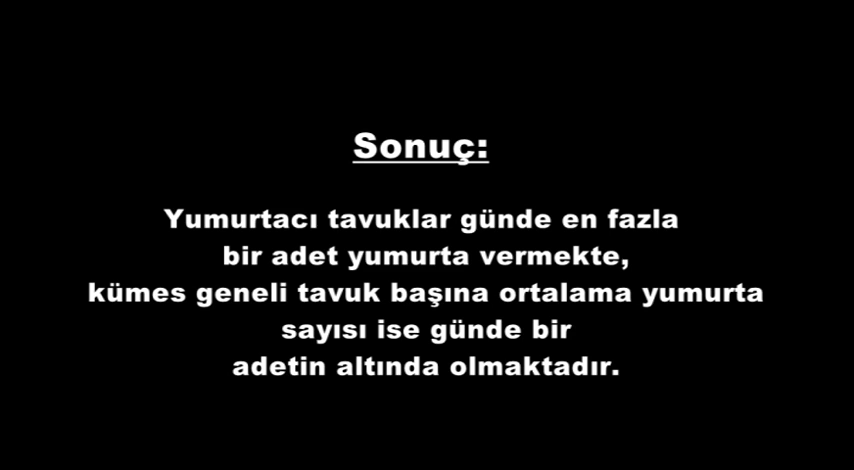 Sonuç:
Yumurtacı tavuklar günde en fazla
bir adet yumurta vermekte,
kümes geneli tavuk başına ortalama yumurta
sayısı ise günde bir
adetin altında olmaktadır.